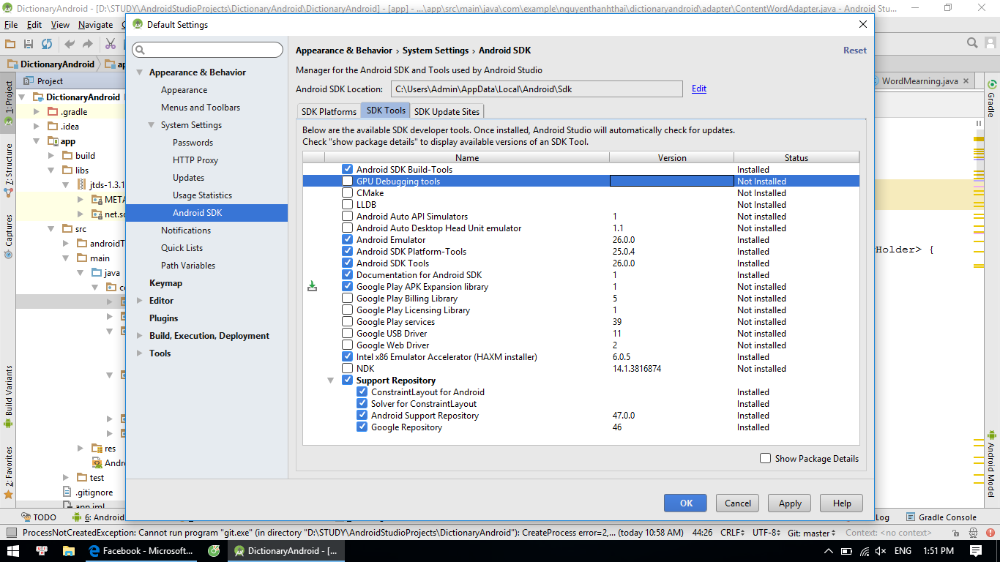 DictionaryAndroid - [D:\STUDY\AndroidStudioProjects\DictionaryAndroid\DictionaryAndroid] - [app] - ...\app\src\main\java\com\example\nguyenthanhthai\dictionaryandroid\adapter\ContentWordAdapter.java - Android Stu...
File Edit View Navigate
Default Settings
DictionaryAndroid
Project
WordMearning.java
1: Project
7: Structure
Captures
Build Variants
2: Favorites
Gradle
Android Model
DictionaryAndroid
.gradle
.idea
app
build
libs
jtds-1.3.1
META
net.so
src
androidT
main
java
co
res
Andro
test
.gitignore
app.iml
Appearance & Behavior
Appearance
Menus and Toolbars
System Settings
Passwords
HTTP Proxy
Updates
Usage Statistics
Android SDK
Notifications
Quick Lists
Path Variables
Keymap
Editor
Plugins
Build, Execution, Deployment
Tools
Appearance & Behavior › System Settings › Android SDK
Reset
Manager for the Android SDK and Tools used by Android Studio
Android SDK Location: C:\Users\Admin\AppData\Local\Android\Sdk Edit
SDK Platforms SDK Tools SDK Update Sites
Below are the available SDK developer tools. Once installed, Android Studio will automatically check for updates.
Check "show package details" to display available versions of an SDK Tool.
Name Version Status
Android SDK Build-Tools Installed
GPU Debugging tools Not Installed
CMake Not Installed
LLDB Not Installed
Android Auto API Simulators 1 Not installed
Android Auto Desktop Head Unit emulator 1.1 Not installed
Android Emulator 26.0.0 Installed
Android SDK Platform-Tools 25.0.4 Installed
Android SDK Tools 26.0.0 Installed
Documentation for Android SDK 1 Installed
Google Play APK Expansion library 1 Not installed
Google Play Billing Library 5 Not installed
Google Play Licensing Library 1 Not installed
Google Play services 39 Not installed
Google USB Driver 11 Not installed
Google Web Driver 2 Not installed
Intel x86 Emulator Accelerator (HAXM installer) 6.0.5 Installed
NDK 14.1.3816874 Not installed
Support Repository
ConstraintLayout for Android Installed
Solver for ConstraintLayout Installed
Android Support Repository 47.0.0 Installed
Google Repository 46 Installed
Show Package Details
OK Cancel Apply Help
Holder> {
TODO 6: Android
Log Gradle Console
ProcessNotCreatedException: Cannot run program "git.exe" (in directory "D:\STUDY\AndroidStudioProjects\DictionaryAndroid"): CreateProcess error=2,... (today 10:58 AM) 44:26 CRLF UTF-8 Git: master Context: <no context>
Facebook - Microsoft... DictionaryAndroid - [... ENG 1:51 PM